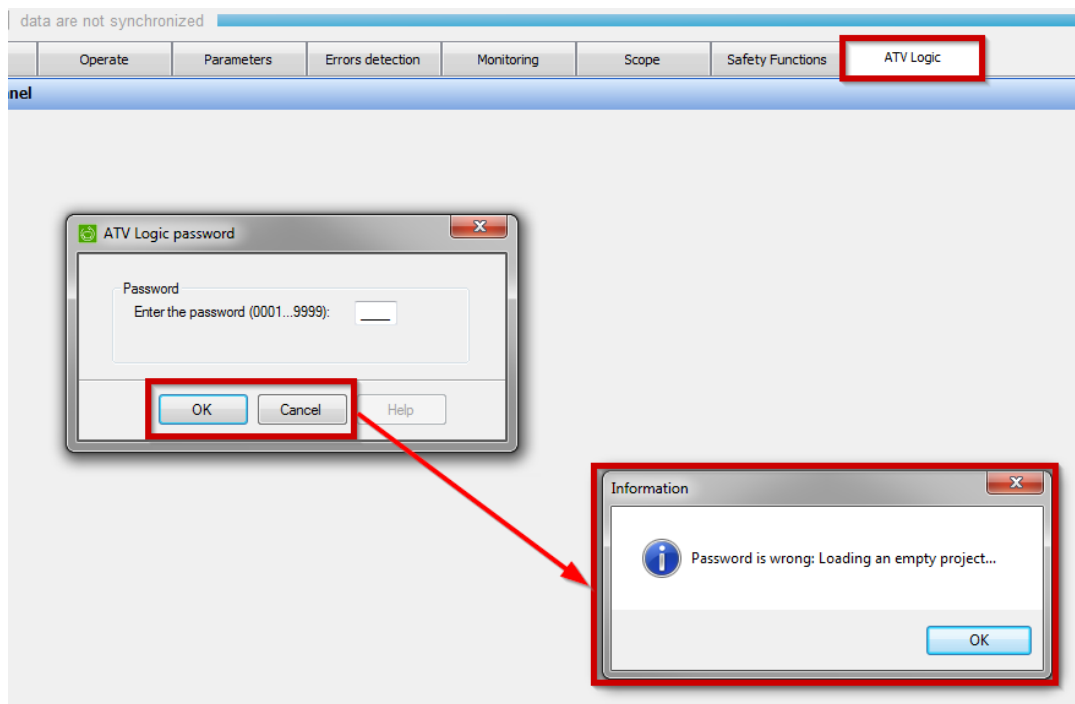 data are not synchronized
Operate Parameters Errors detection Monitoring Scope Safety Functions ATV Logic
nel
ATV Logic password
Password
Enter the password (0001...9999): ____
OK Cancel Help
Information
Password is wrong: Loading an empty project...
OK